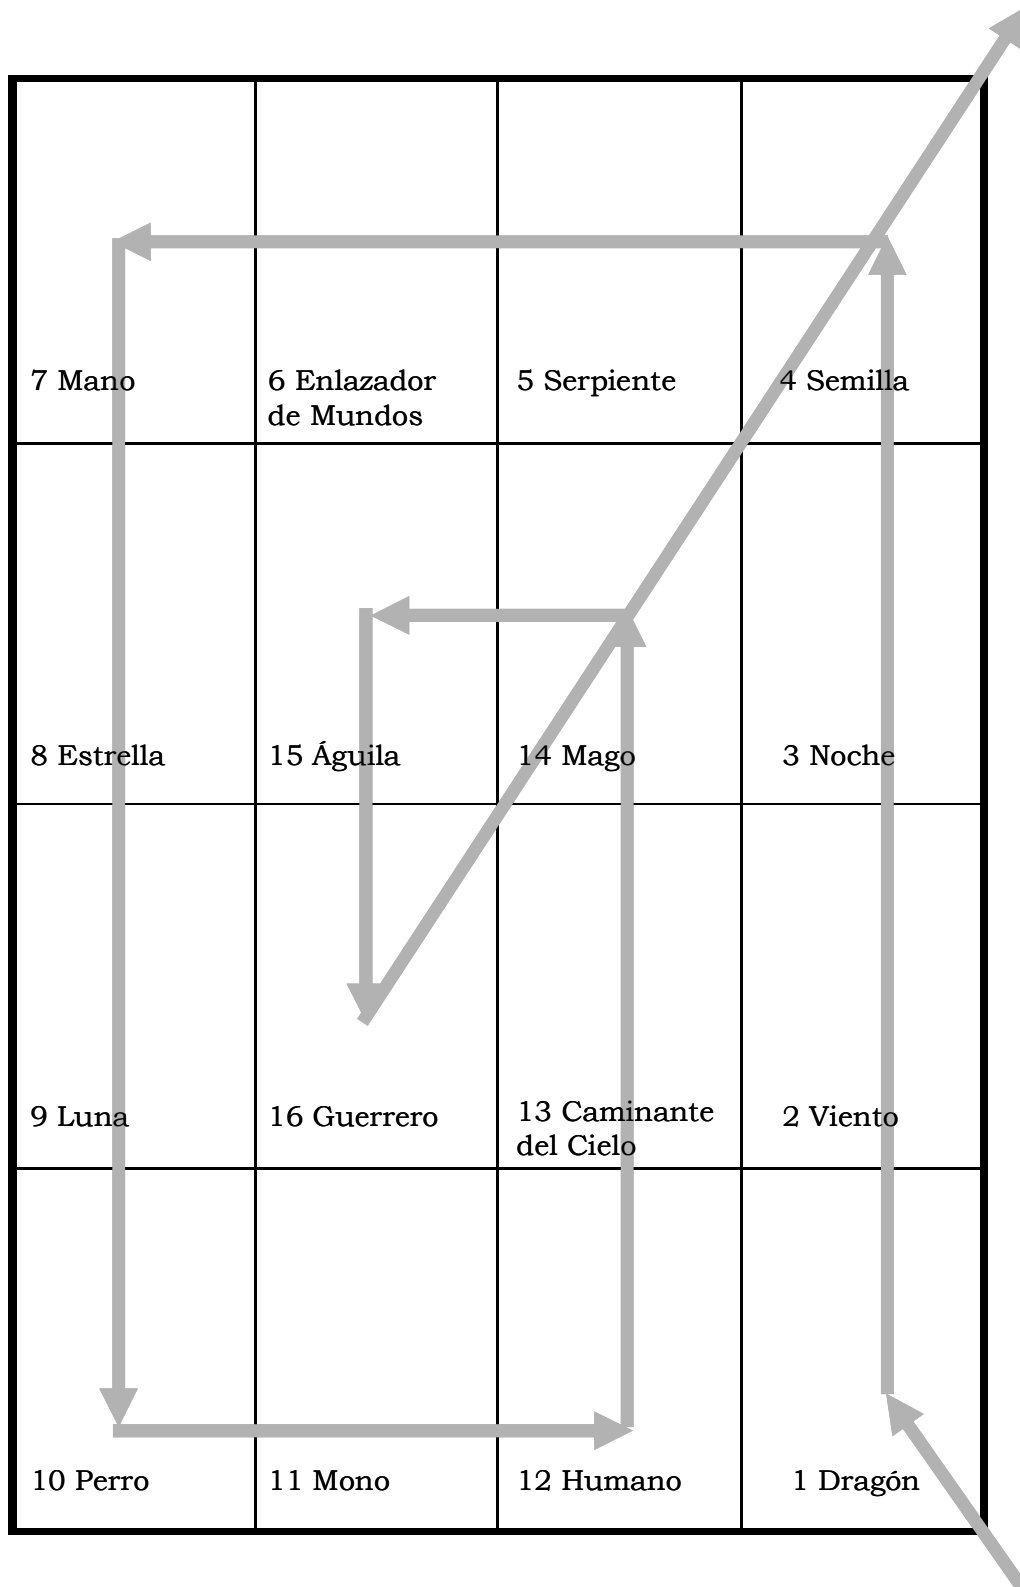 7 Mano
6 Enlazador
de Mundos
5 Serpiente
4 Semilla
8 Estrella
15 Águila
14 Mago
3 Noche
9 Luna
16 Guerrero
13 Caminante
del Cielo
2 Viento
10 Perro
11 Mono
12 Humano
1 Dragón